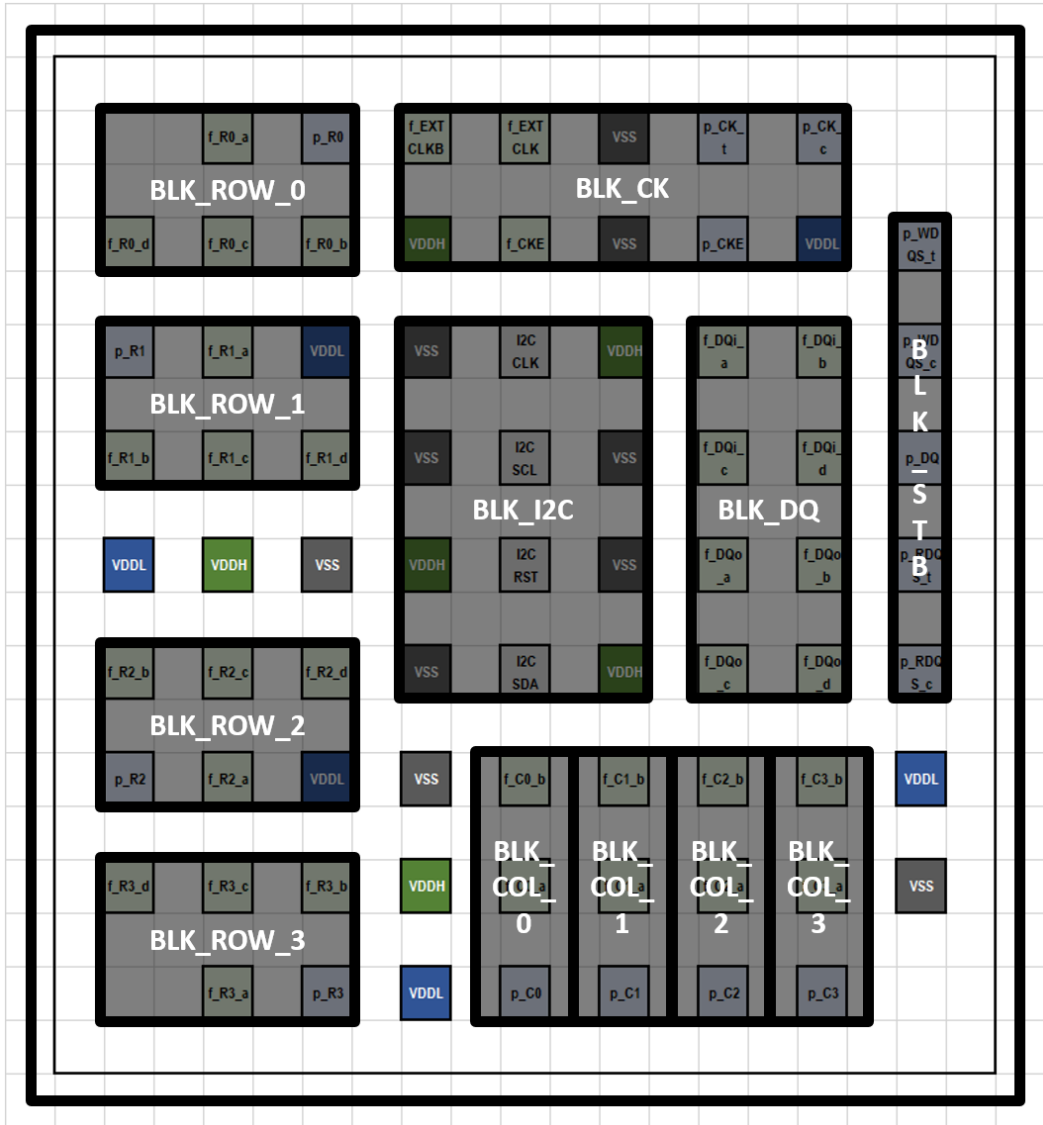 f_R0_a
p_R0
BLK_ROW_0
f_R0_d
f_R0_c
f_R0_b
f_EXT
CLKB
f_EXT
CLK
VSS
p_CK_
t
p_CK_
c
BLK_CK
VDDH
f_CKE
VSS
p_CKE
VDDL
p_R1
f_R1_a
VDDL
BLK_ROW_1
f_R1_b
f_R1_c
f_R1_d
VSS
I2C
CLK
VDDH
VSS
I2C
SCL
VSS
BLK_I2C
VDDH
I2C
RST
VSS
VSS
I2C
SDA
VDDH
f_DQi_
a
f_DQi_
b
f_DQi_
c
f_DQi_
d
BLK_DQ
f_DQo
_a
f_DQo
_b
f_DQo
_c
f_DQo
_d
p_WD
QS_t
p_WD
QS_c
p_DQ
p_RDQ
S_t
p_RDQ
S_c
BLK_STB
VDDL
VDDH
VSS
f_R2_b
f_R2_c
f_R2_d
BLK_ROW_2
p_R2
f_R2_a
VDDL
f_R3_d
f_R3_c
f_R3_b
BLK_ROW_3
f_R3_a
p_R3
VSS
VDDH
VDDL
f_C0_b
BLK_
COL_
0
p_C0
f_C1_b
BLK_
COL_
1
p_C1
f_C2_b
BLK_
COL_
2
p_C2
f_C3_b
BLK_
COL_
3
p_C3
VDDL
VSS